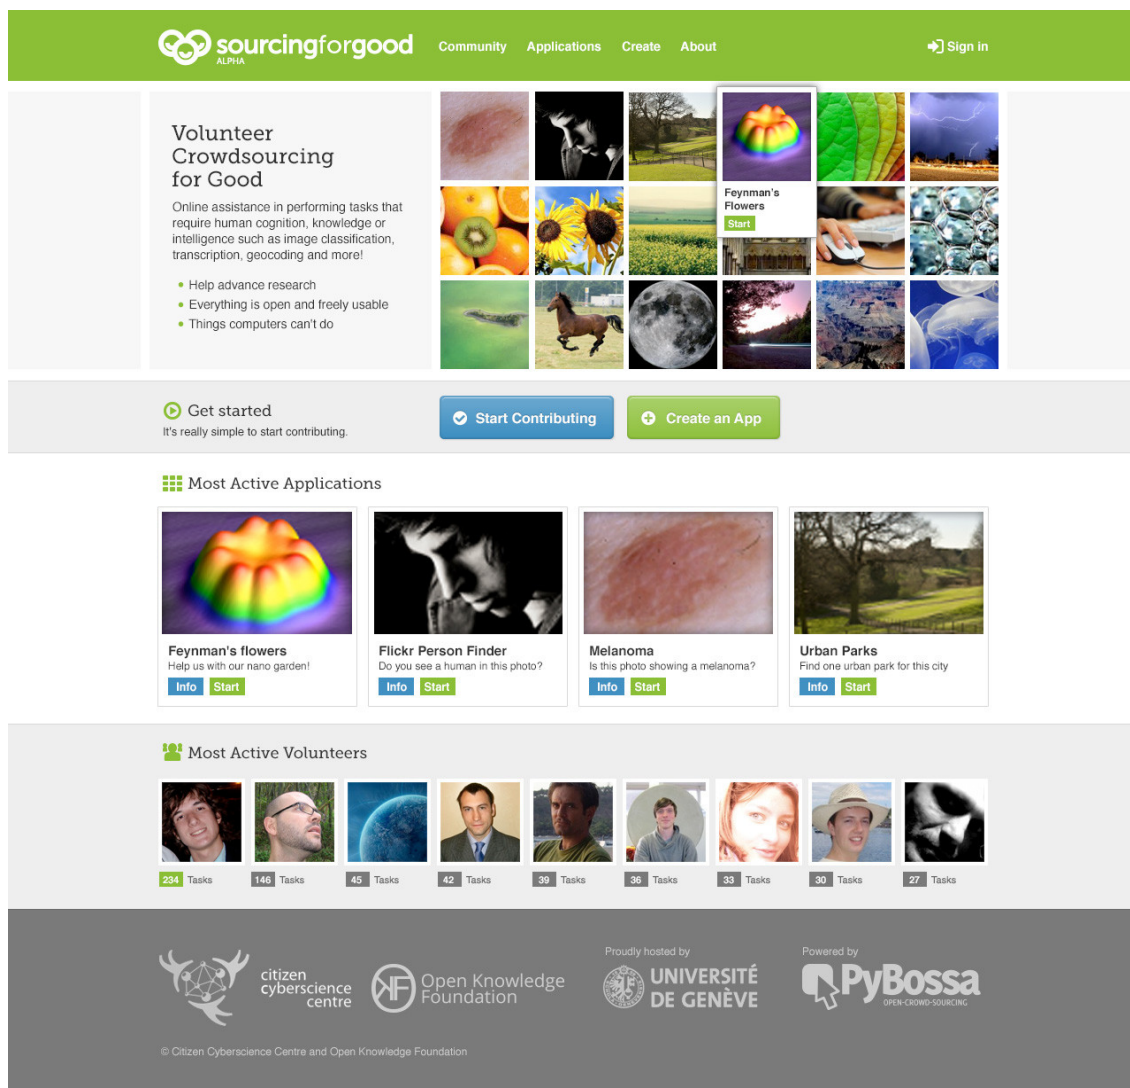 sourcingforgood
ALPHA
Community Applications Create About
Sign in
Volunteer
Crowdsourcing
for Good
Online assistance in performing tasks that
require human cognition, knowledge or
intelligence such as image classification,
transcription, geocoding and more!
Help advance research
Everything is open and freely usable
Things computers can't do
Feynman's
Flowers
Start
Get started
It's really simple to start contributing.
Start Contributing
Create an App
Most Active Applications
Feynman's flowers
Help us with our nano garden!
Info Start
Flickr Person Finder
Do you see a human in this photo?
Info Start
Melanoma
Is this photo showing a melanoma?
Info Start
Urban Parks
Find one urban park for this city
Info Start
Most Active Volunteers
234 Tasks
146 Tasks
45 Tasks
42 Tasks
39 Tasks
36 Tasks
33 Tasks
30 Tasks
27 Tasks
citizen
cyberscience
centre
Open Knowledge
Foundation
Proudly hosted by
UNIVERSITÉ
DE GENÈVE
Powered by
PyBossa
OPEN-CROWD-SOURCING
© Citizen Cyberscience Centre and Open Knowledge Foundation